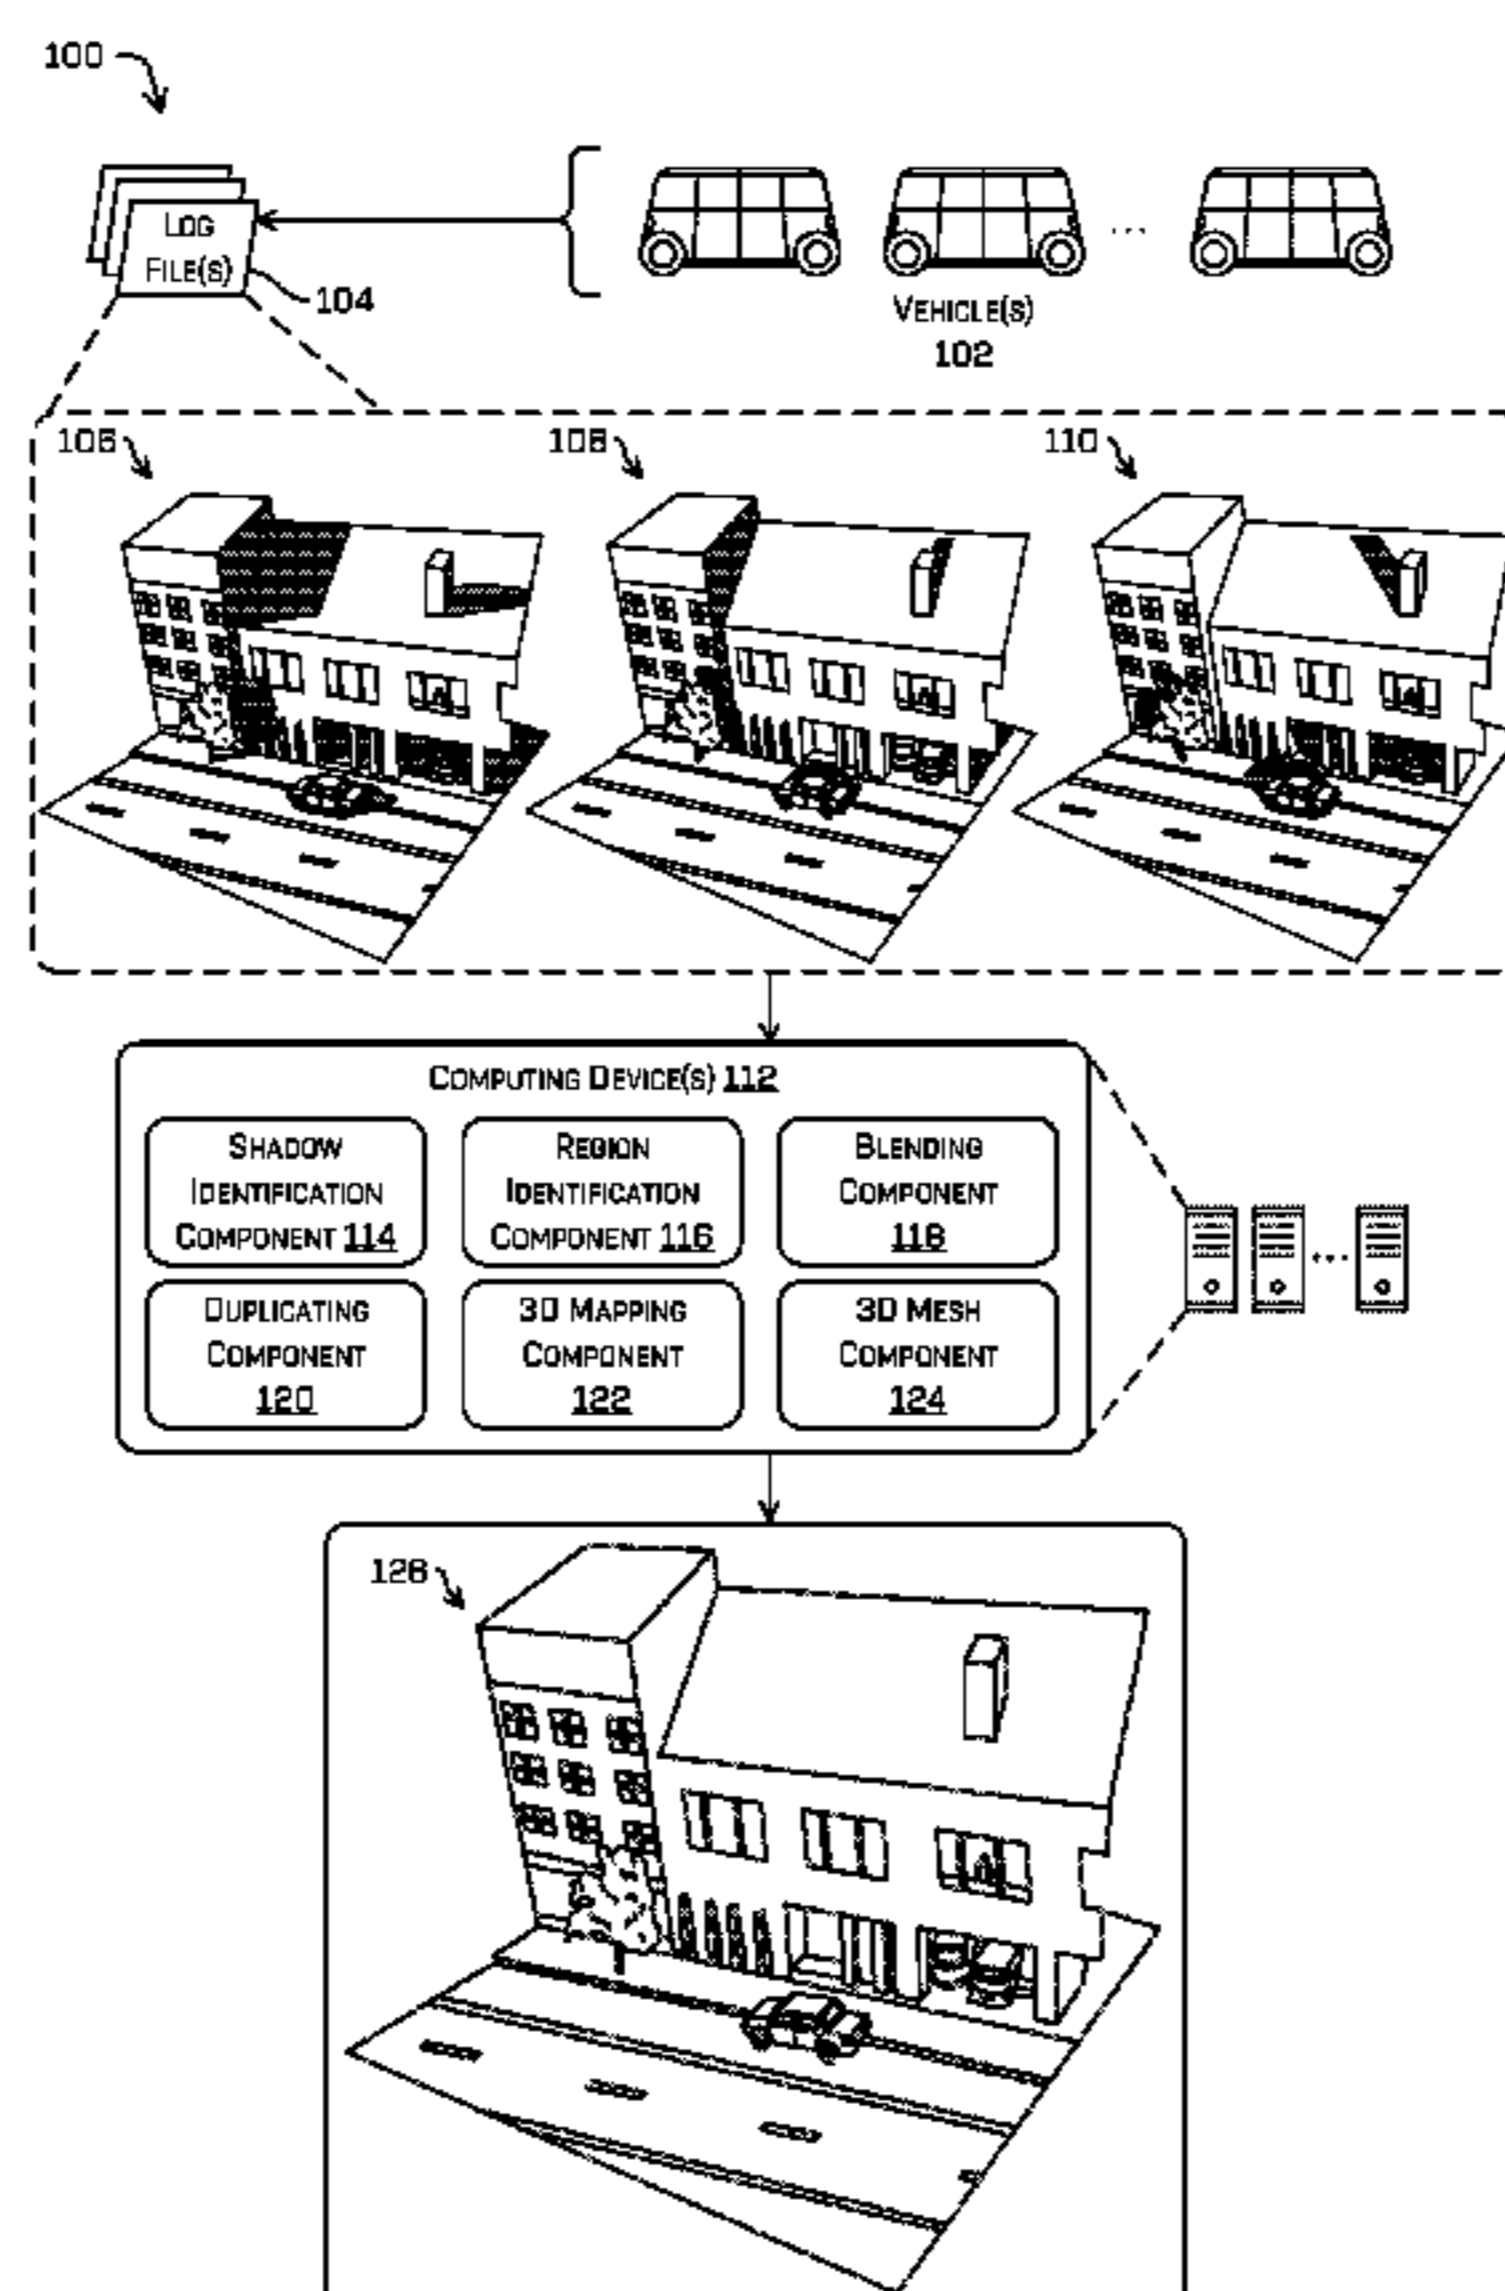 100
LOG
FILE(S)
104
VEHICLE(S)
102
106
108
110
COMPUTING DEVICE(S) 112
SHADOW
IDENTIFICATION
COMPONENT 114
REGION
IDENTIFICATION
COMPONENT 116
BLENDING
COMPONENT
118
DUPLICATING
COMPONENT
120
3D MAPPING
COMPONENT
122
3D MESH
COMPONENT
124
126